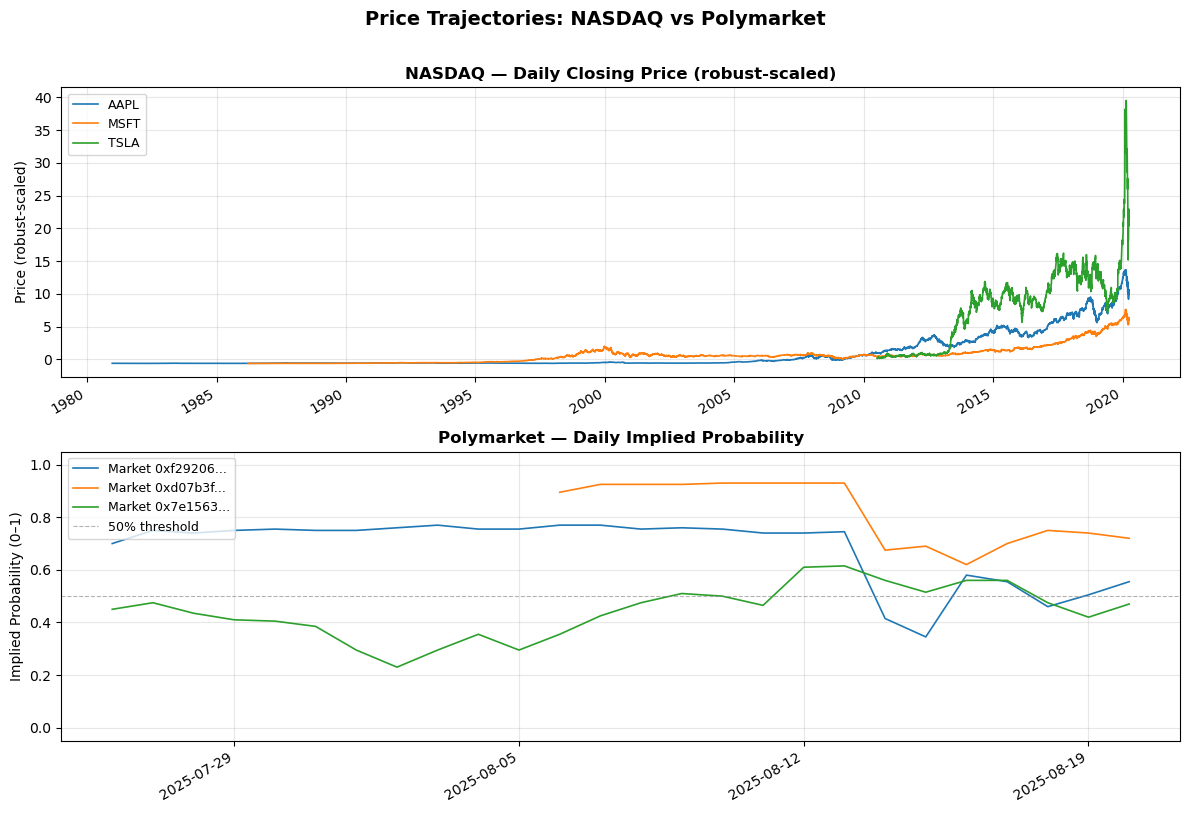 Price Trajectories: NASDAQ vs Polymarket
NASDAQ — Daily Closing Price (robust-scaled)
Price (robust-scaled)
40
35
30
25
20
15
10
5
0
AAPL
MSFT
TSLA
1980
1985
1990
1995
2000
2005
2010
2015
2020
Polymarket — Daily Implied Probability
Implied Probability (0–1)
1.0
0.8
0.6
0.4
0.2
0.0
Market 0xf29206...
Market 0xd07b3f...
Market 0x7e1563...
50% threshold
2025-07-29
2025-08-05
2025-08-12
2025-08-19